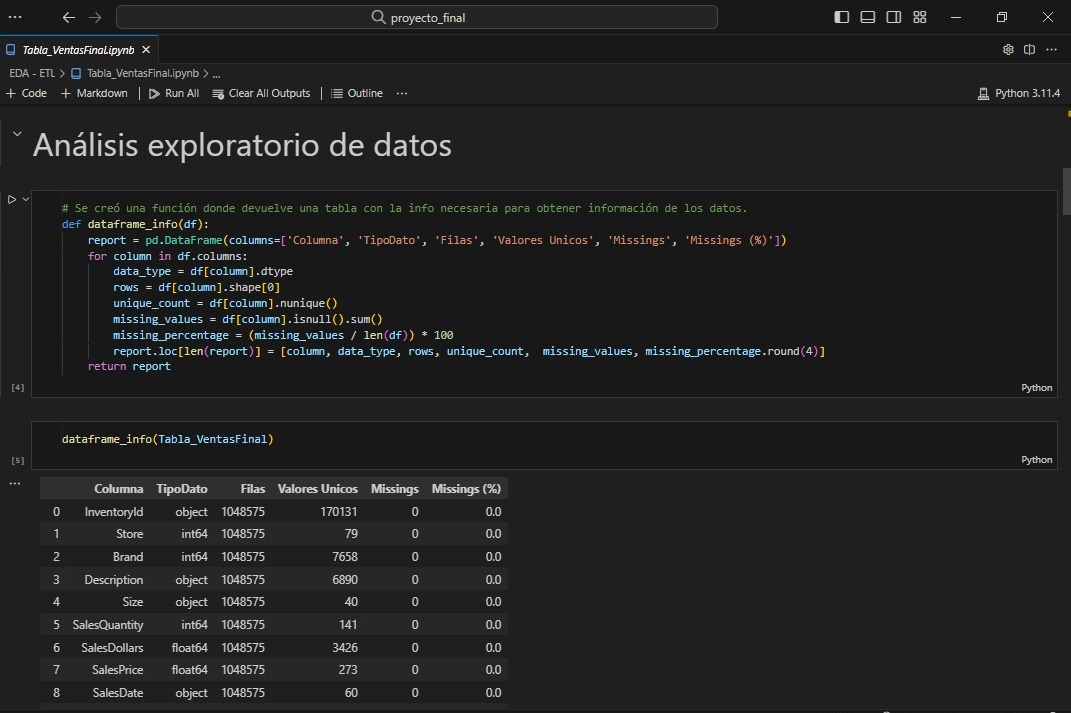 proyecto_final
Tabla_VentasFinal.ipynb
EDA - ETL > Tabla_VentasFinal.ipynb > ...
+ Code + Markdown Run All Clear All Outputs Outline ... Python 3.11.4
Análisis exploratorio de datos
# Se creó una función donde devuelve una tabla con la info necesaria para obtener información de los datos.
def dataframe_info(df):
    report = pd.DataFrame(columns=['Columna', 'TipoDato', 'Filas', 'Valores Unicos', 'Missings', 'Missings (%)'])
    for column in df.columns:
        data_type = df[column].dtype
        rows = df[column].shape[0]
        unique_count = df[column].nunique()
        missing_values = df[column].isnull().sum()
        missing_percentage = (missing_values / len(df)) * 100
        report.loc[len(report)] = [column, data_type, rows, unique_count,  missing_values, missing_percentage.round(4)]
    return report
[4] Python
dataframe_info(Tabla_VentasFinal)
[5] Python
Columna TipoDato Filas Valores Unicos Missings Missings (%)
0 InventoryId object 1048575 170131 0 0.0
1 Store int64 1048575 79 0 0.0
2 Brand int64 1048575 7658 0 0.0
3 Description object 1048575 6890 0 0.0
4 Size object 1048575 40 0 0.0
5 SalesQuantity int64 1048575 141 0 0.0
6 SalesDollars float64 1048575 3426 0 0.0
7 SalesPrice float64 1048575 273 0 0.0
8 SalesDate object 1048575 60 0 0.0